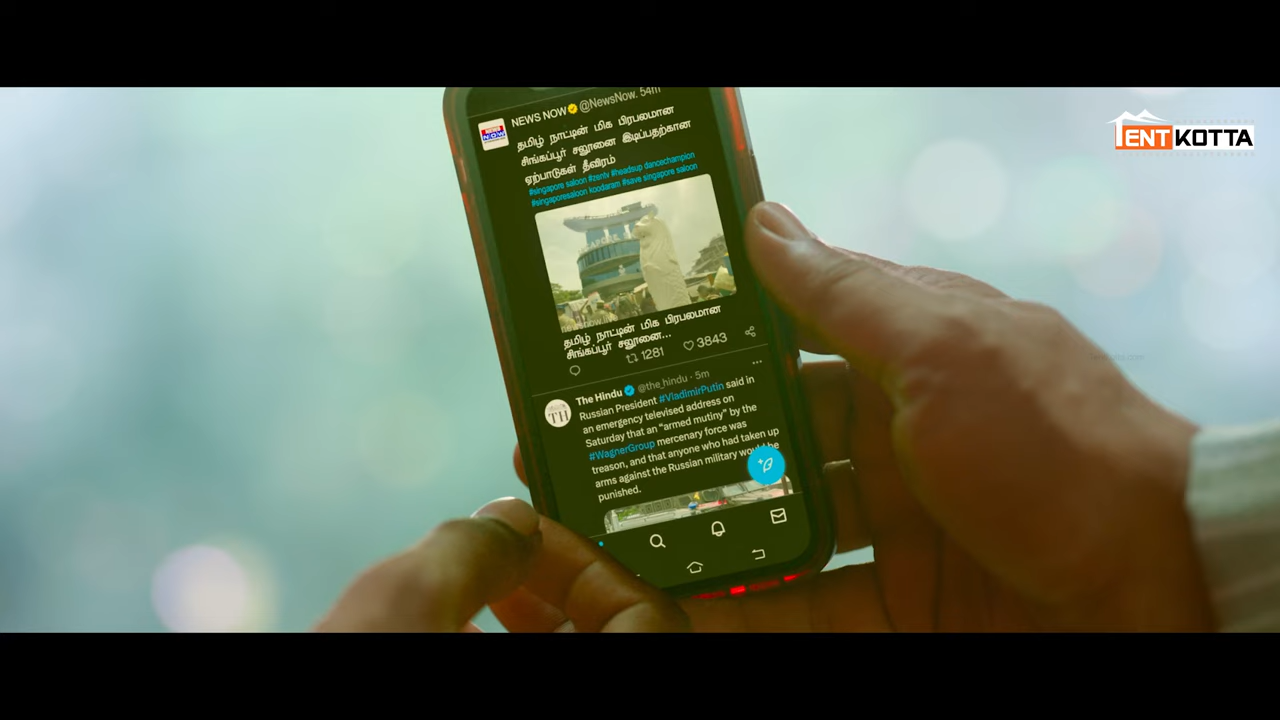 TENTKOTTA
NEWS NOW @NewsNow. 54m
தமிழ் நாட்டின் மிக பிரபலமான
சிங்கப்பூர் சலூனை இடிப்பதற்கான
ஏற்பாடுகள் தீவிரம்
#singapore saloon #zentv #headsup dancechampion
#singaporesaloon koodaram #save singapore saloon
தமிழ் நாட்டின் மிக பிரபலமான
சிங்கப்பூர் சலூனை...
1281 3843
The Hindu @the_hindu · 5m
Russian President #VladimirPutin said in
an emergency televised address on
Saturday that an “armed mutiny” by the
#WagnerGroup mercenary force was
treason, and that anyone who had taken up
arms against the Russian military would be
punished.
TH